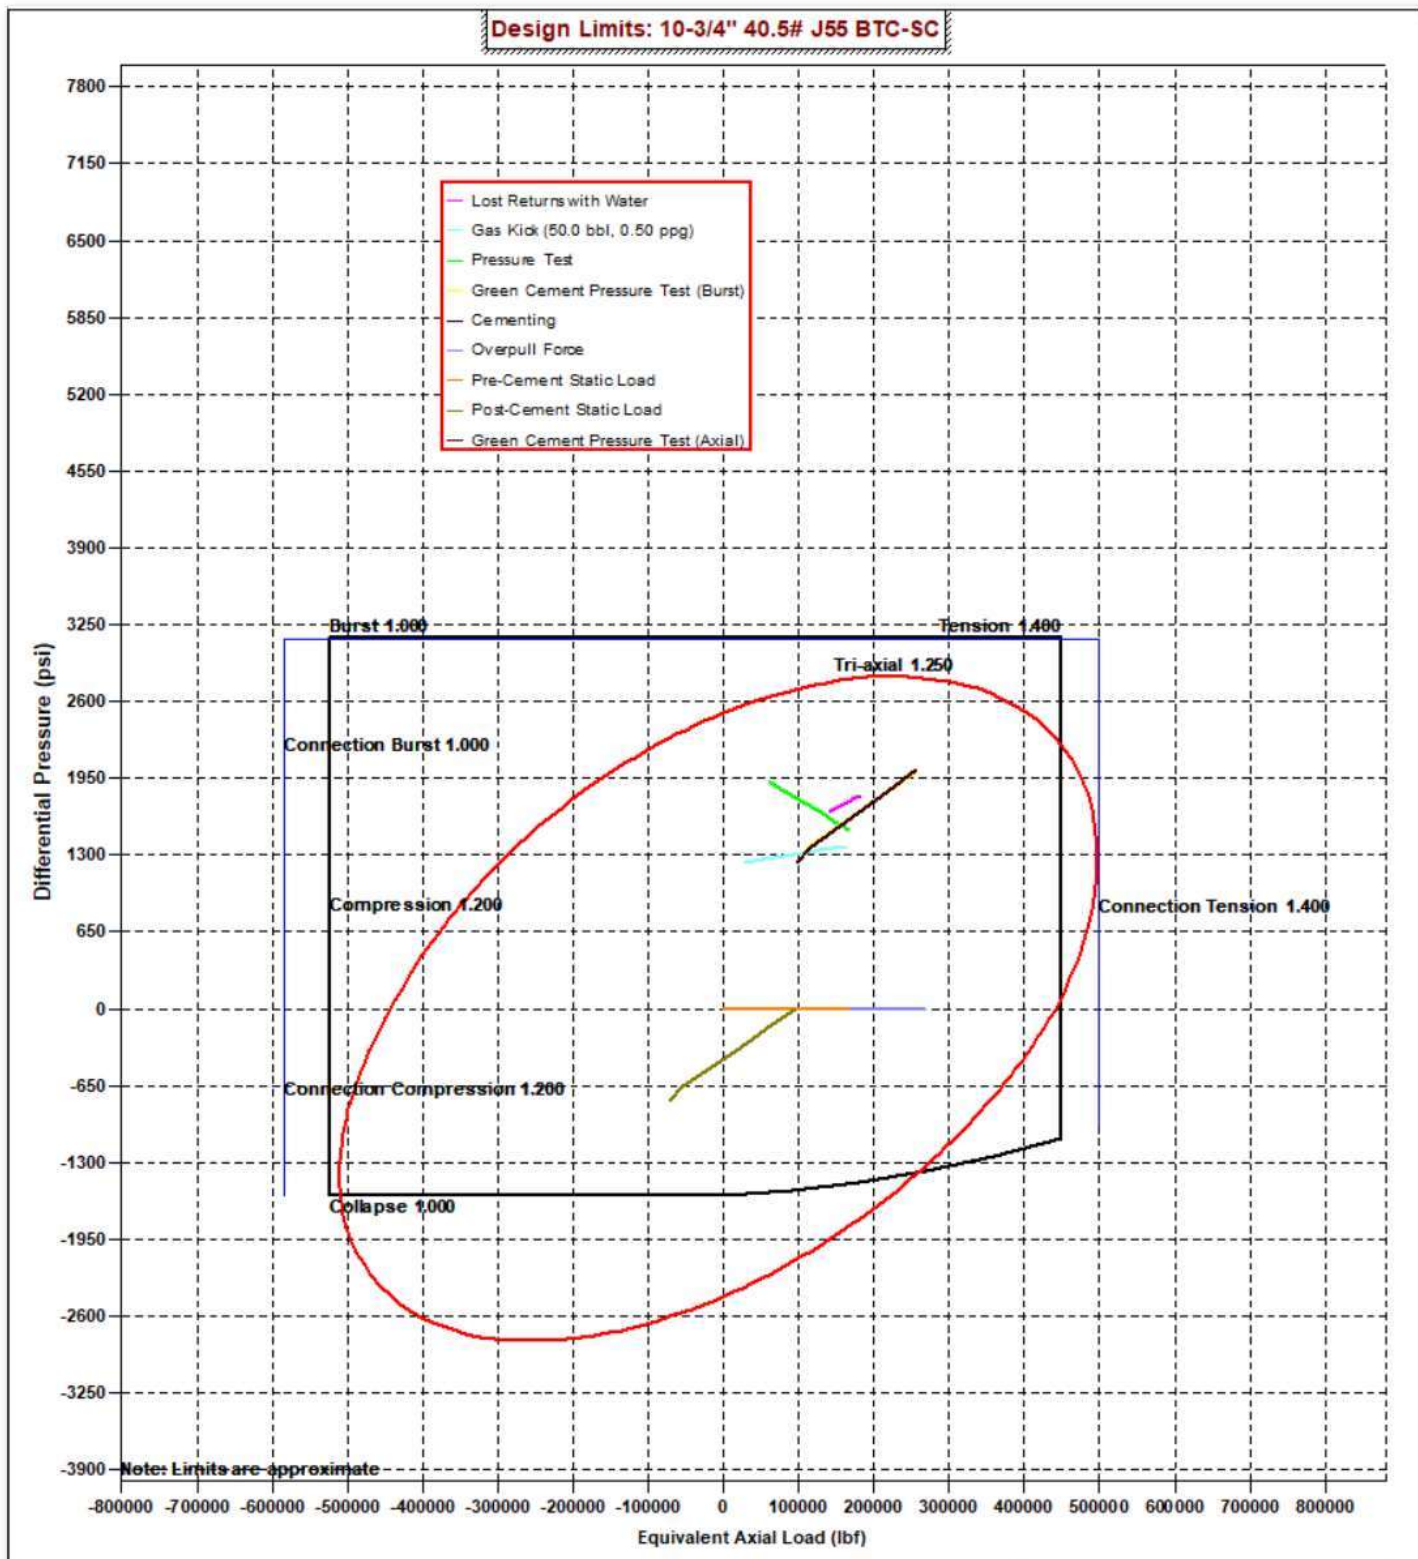 Design Limits: 10-3/4" 40.5# J55 BTC-SC
7800
7150
6500
5850
5200
4550
3900
3250
2600
1950
1300
650
0
-650
-1300
-1950
-2600
-3250
-3900
Differential Pressure (psi)
Lost Returns with Water
Gas Kick (50.0 bbl, 0.50 ppg)
Pressure Test
Green Cement Pressure Test (Burst)
Cementing
Overpull Force
Pre-Cement Static Load
Post-Cement Static Load
Green Cement Pressure Test (Axial)
Burst 1.000
Tension 1.400
Tri-axial 1.250
Connection Burst 1.000
Compression 1.200
Connection Tension 1.400
Connection Compression 1.200
Collapse 1.000
Note: Limits are approximate
-800000 -700000 -600000 -500000 -400000 -300000 -200000 -100000 0 100000 200000 300000 400000 500000 600000 700000 800000
Equivalent Axial Load (lbf)